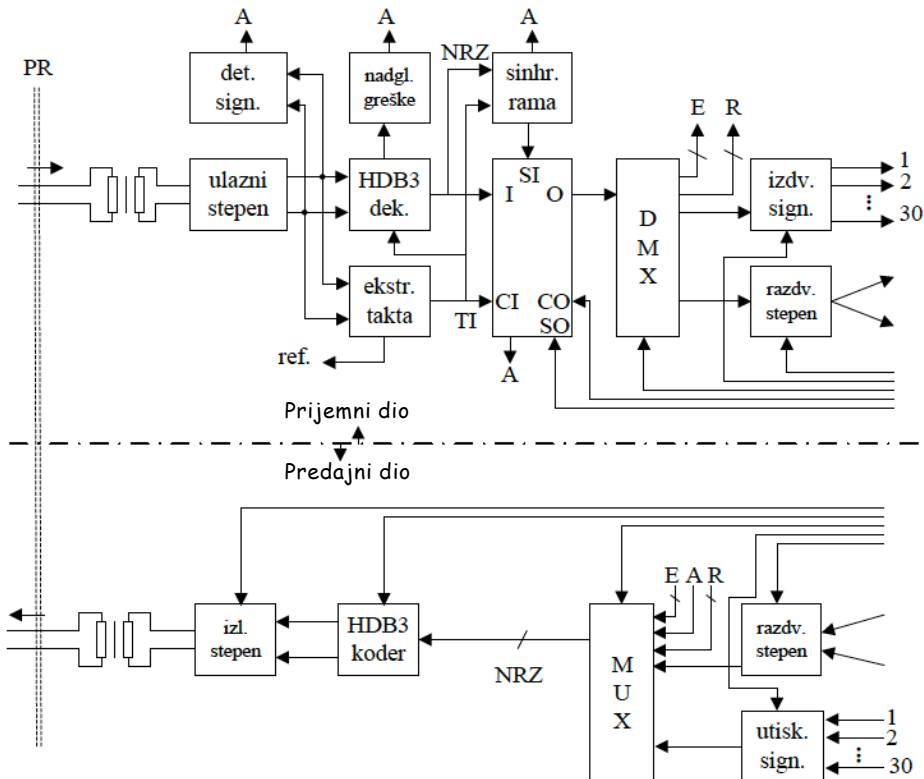 A
A
A
NRZ
PR
det.
sign.
nadgl.
greške
sinhr.
rama
E
R
ulazni
stepen
HDB3
dek.
SI
I
O
D
M
X
izdv.
sign.
1
2
⋮
30
ekstr.
takta
TI
CI
CO
SO
razdv.
stepen
ref.
A
Prijemni dio
Predajni dio
E A R
izl.
stepen
HDB3
koder
NRZ
M
U
X
razdv.
stepen
utisk.
sign.
1
2
⋮
30